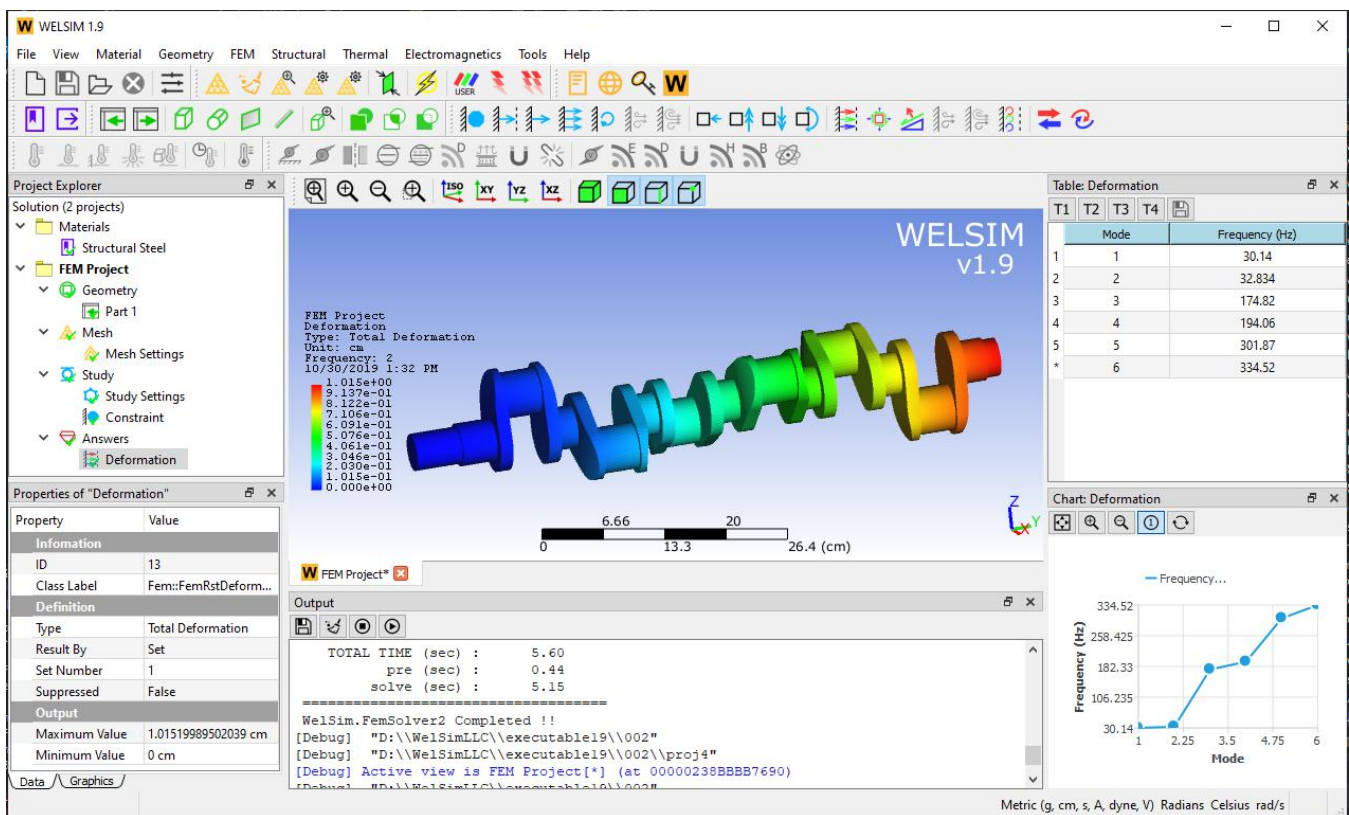 WELSIM 1.9
File View Material Geometry FEM Structural Thermal Electromagnetics Tools Help
USER
W
Project Explorer
Solution (2 projects)
Materials
Structural Steel
FEM Project
Geometry
Part 1
Mesh
Mesh Settings
Study
Study Settings
Constraint
Answers
Deformation
Properties of "Deformation"
Property Value
Infomation
ID 13
Class Label Fem::FemRstDeform...
Definition
Type Total Deformation
Result By Set
Set Number 1
Suppressed False
Output
Maximum Value 1.01519989502039 cm
Minimum Value 0 cm
Data Graphics
ISO XY YZ XZ
WELSIM
v1.9
FEM Project
Deformation
Type: Total Deformation
Unit: cm
Frequency: 2
10/30/2019 1:32 PM
1.015e+00
9.137e-01
8.122e-01
7.106e-01
6.091e-01
5.076e-01
4.061e-01
3.046e-01
2.030e-01
1.015e-01
0.000e+00
6.66 20
0 13.3 26.4 (cm)
Z
Y
X
W FEM Project*
Output
TOTAL TIME (sec) : 5.60
pre (sec) : 0.44
solve (sec) : 5.15
=====================================
WelSim.FemSolver2 Completed !!
[Debug] "D:\\WelSimLLC\\executable19\\002"
[Debug] "D:\\WelSimLLC\\executable19\\002\\proj4"
[Debug] Active view is FEM Project[*] (at 00000238BBBB7690)
[Debug] "D:\\WelSimLLC\\executable19\\002"
Table: Deformation
T1 T2 T3 T4
Mode Frequency (Hz)
1 1 30.14
2 2 32.834
3 3 174.82
4 4 194.06
5 5 301.87
* 6 334.52
Chart: Deformation
Frequency...
334.52
258.425
182.33
106.235
30.14
Frequency (Hz)
1 2.25 3.5 4.75 6
Mode
Metric (g, cm, s, A, dyne, V) Radians Celsius rad/s